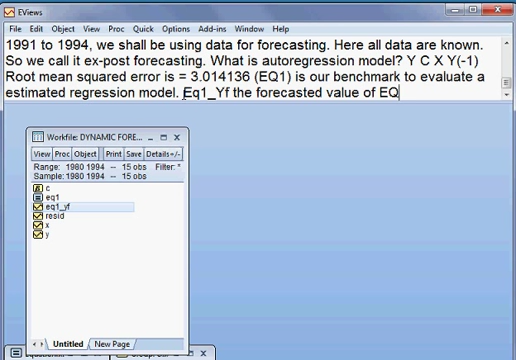 EViews
File Edit Object View Proc Quick Options Add-ins Window Help
1991 to 1994, we shall be using data for forecasting. Here all data are known.
So we call it ex-post forecasting. What is autoregression model? Y C X Y(-1)
Root mean squared error is = 3.014136 (EQ1) is our benchmark to evaluate a
estimated regression model. Eq1_Yf the forecasted value of EQ
Workfile: DYNAMIC FORE...
View Proc Object Print Save Details+/-
Range: 1980 1994 -- 15 obs Filter: *
Sample: 1980 1994 -- 15 obs
c
eq1
eq1_yf
resid
x
y
Untitled New Page